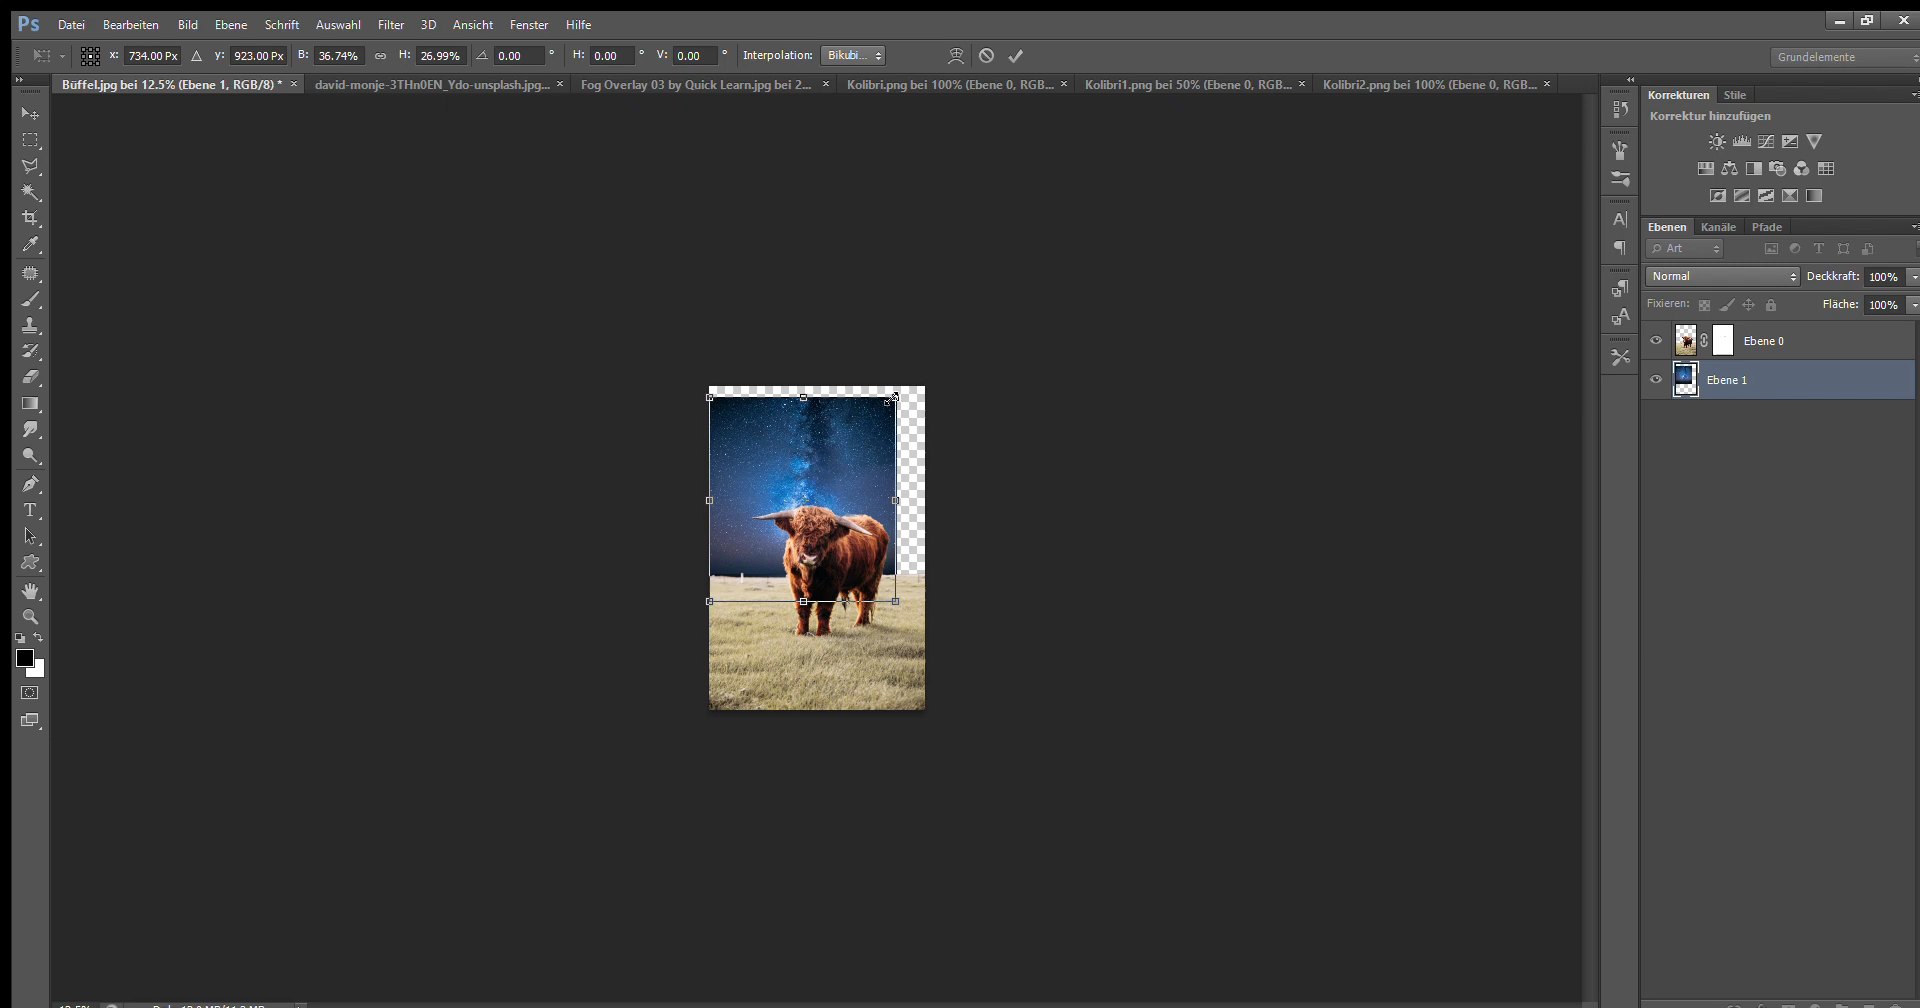 Ps Datei Bearbeiten Bild Ebene Schrift Auswahl Filter 3D Ansicht Fenster Hilfe
x: 734.00 Px y: 923.00 Px B: 36.74% H: 26.99% 0.00 ° H: 0.00 ° V: 0.00 ° Interpolation: Bikubi... Grundelemente
Büffel.jpg bei 12.5% (Ebene 1, RGB/8) * × david-monje-3THn0EN_Ydo-unsplash.jpg... × Fog Overlay 03 by Quick Learn.jpg bei 2... × Kolibri.png bei 100% (Ebene 0, RGB... × Kolibri1.png bei 50% (Ebene 0, RGB... × Kolibri2.png bei 100% (Ebene 0, RGB... ×
Korrekturen Stile
Korrektur hinzufügen
Ebenen Kanäle Pfade
Art
Normal Deckkraft: 100%
Fixieren: Fläche: 100%
Ebene 0
Ebene 1